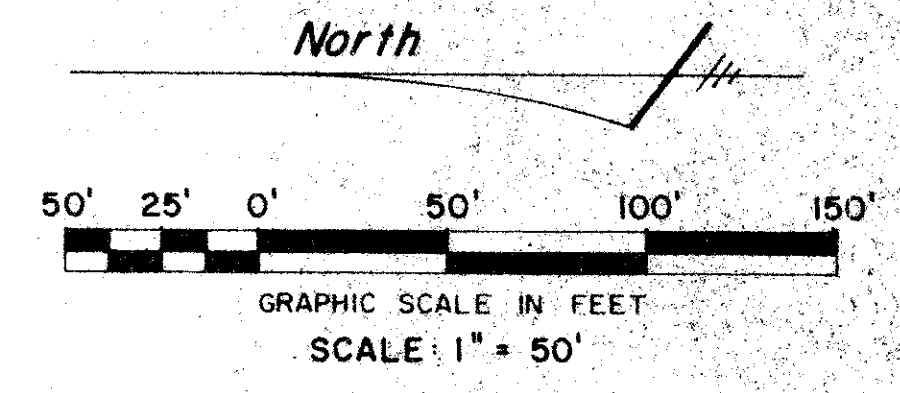 North
50' 25' 0' 50' 100' 150'
GRAPHIC SCALE IN FEET
SCALE: 1" = 50'